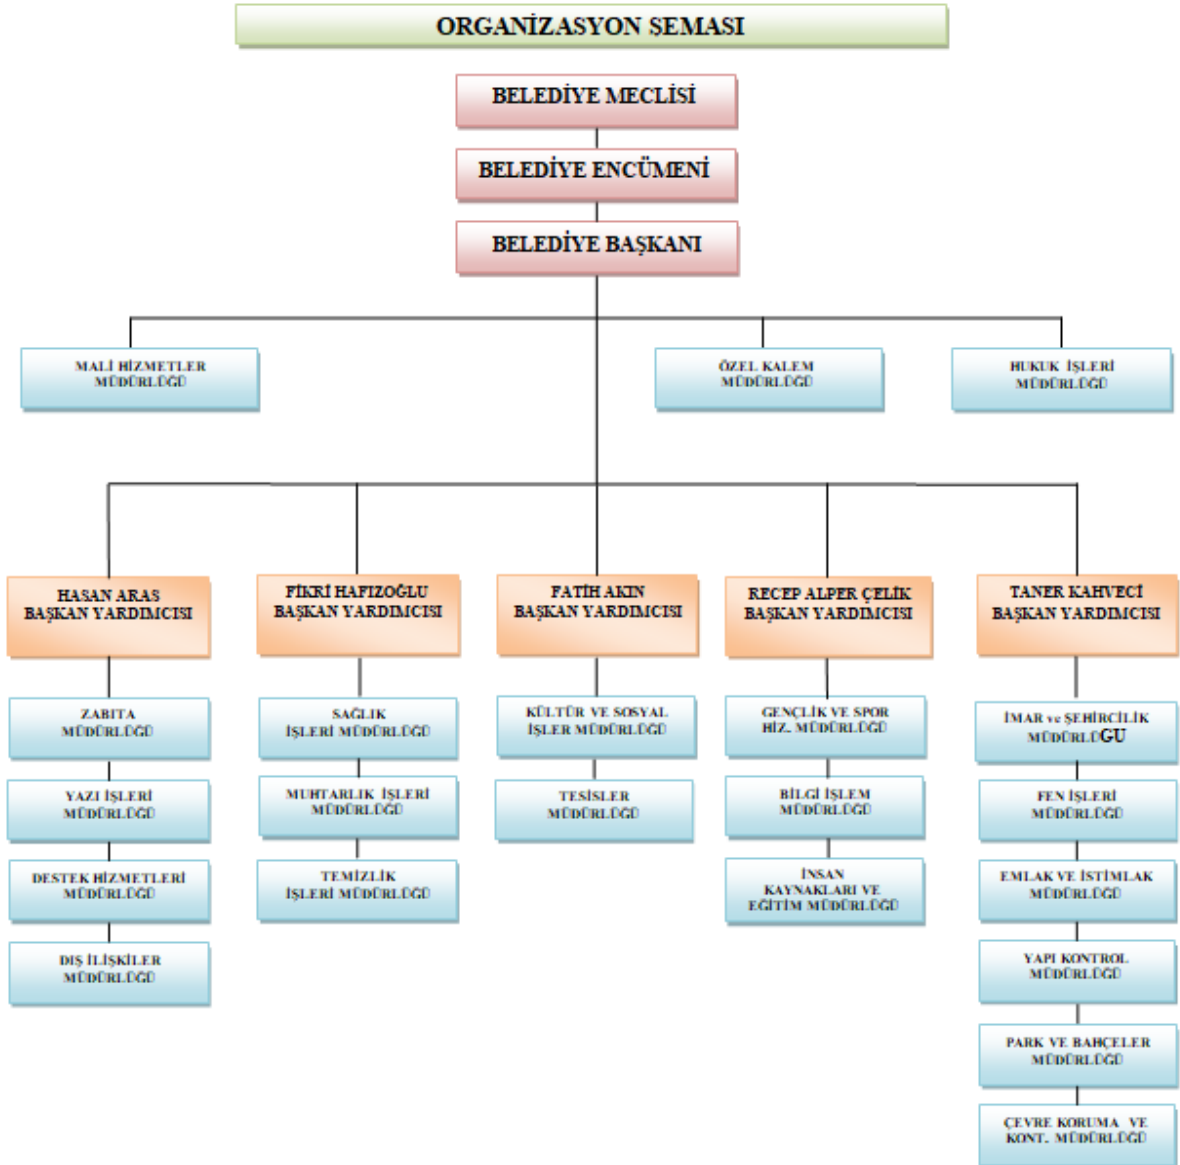 ORGANİZASYON ŞEMASI
BELEDİYE MECLİSİ
BELEDİYE ENCÜMENİ
BELEDİYE BAŞKANI
MALİ HİZMETLER
MÜDÜRLÜĞÜ
ÖZEL KALEM
MÜDÜRLÜĞÜ
HUKUK İŞLERİ
MÜDÜRLÜĞÜ
HASAN ARAS
BAŞKAN YARDIMCISI
FİKRİ HAFIZOĞLU
BAŞKAN YARDIMCISI
FATİH AKIN
BAŞKAN YARDIMCISI
RECEP ALPER ÇELİK
BAŞKAN YARDIMCISI
TANER KAHVECİ
BAŞKAN YARDIMCISI
ZABITA
MÜDÜRLÜĞÜ
YAZI İŞLERİ
MÜDÜRLÜĞÜ
DESTEK HİZMETLERİ
MÜDÜRLÜĞÜ
DIŞ İLİŞKİLER
MÜDÜRLÜĞÜ
SAĞLIK
İŞLERİ MÜDÜRLÜĞÜ
MUHTARLIK İŞLERİ
MÜDÜRLÜĞÜ
TEMİZLİK
İŞLERİ MÜDÜRLÜĞÜ
KÜLTÜR VE SOSYAL
İŞLER MÜDÜRLÜĞÜ
TESİSLER
MÜDÜRLÜĞÜ
GENÇLİK VE SPOR
HİZ. MÜDÜRLÜĞÜ
BİLGİ İŞLEM
MÜDÜRLÜĞÜ
İNSAN
KAYNAKLARI VE
EĞİTİM MÜDÜRLÜĞÜ
İMAR ve ŞEHİRCİLİK
MÜDÜRLÜGU
FEN İŞLERİ
MÜDÜRLÜĞÜ
EMLAK VE İSTİMLAK
MÜDÜRLÜĞÜ
YAPI KONTROL
MÜDÜRLÜĞÜ
PARK VE BAHÇELER
MÜDÜRLÜĞÜ
ÇEVRE KORUMA VE
KONT. MÜDÜRLÜĞÜ